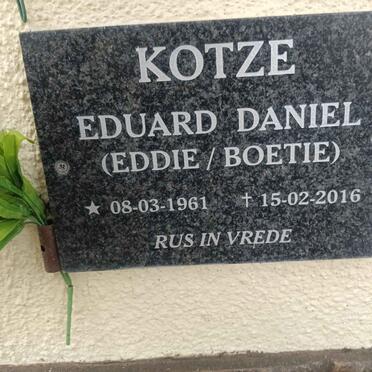 KOTZE
EDUARD DANIEL
(EDDIE / BOETIE)
★ 08-03-1961 † 15-02-2016
RUS IN VREDE